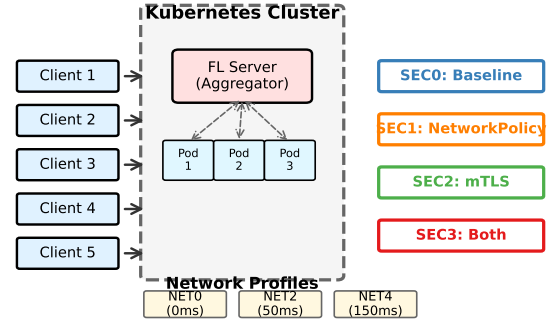 Kubernetes Cluster
FL Server
(Aggregator)
Pod
1
Pod
2
Pod
3
Client 1
Client 2
Client 3
Client 4
Client 5
SEC0: Baseline
SEC1: NetworkPolicy
SEC2: mTLS
SEC3: Both
Network Profiles
NET0
(0ms)
NET2
(50ms)
NET4
(150ms)